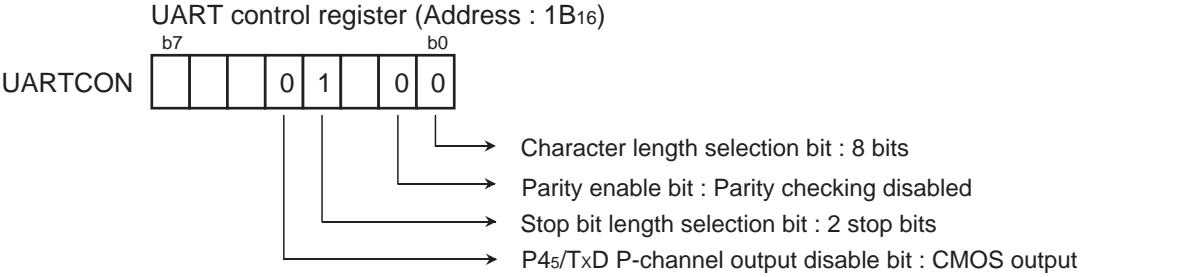 UART control register (Address : 1B16)
b7 b0
UARTCON 0 1 0 0
Character length selection bit : 8 bits
Parity enable bit : Parity checking disabled
Stop bit length selection bit : 2 stop bits
P45/TxD P-channel output disable bit : CMOS output